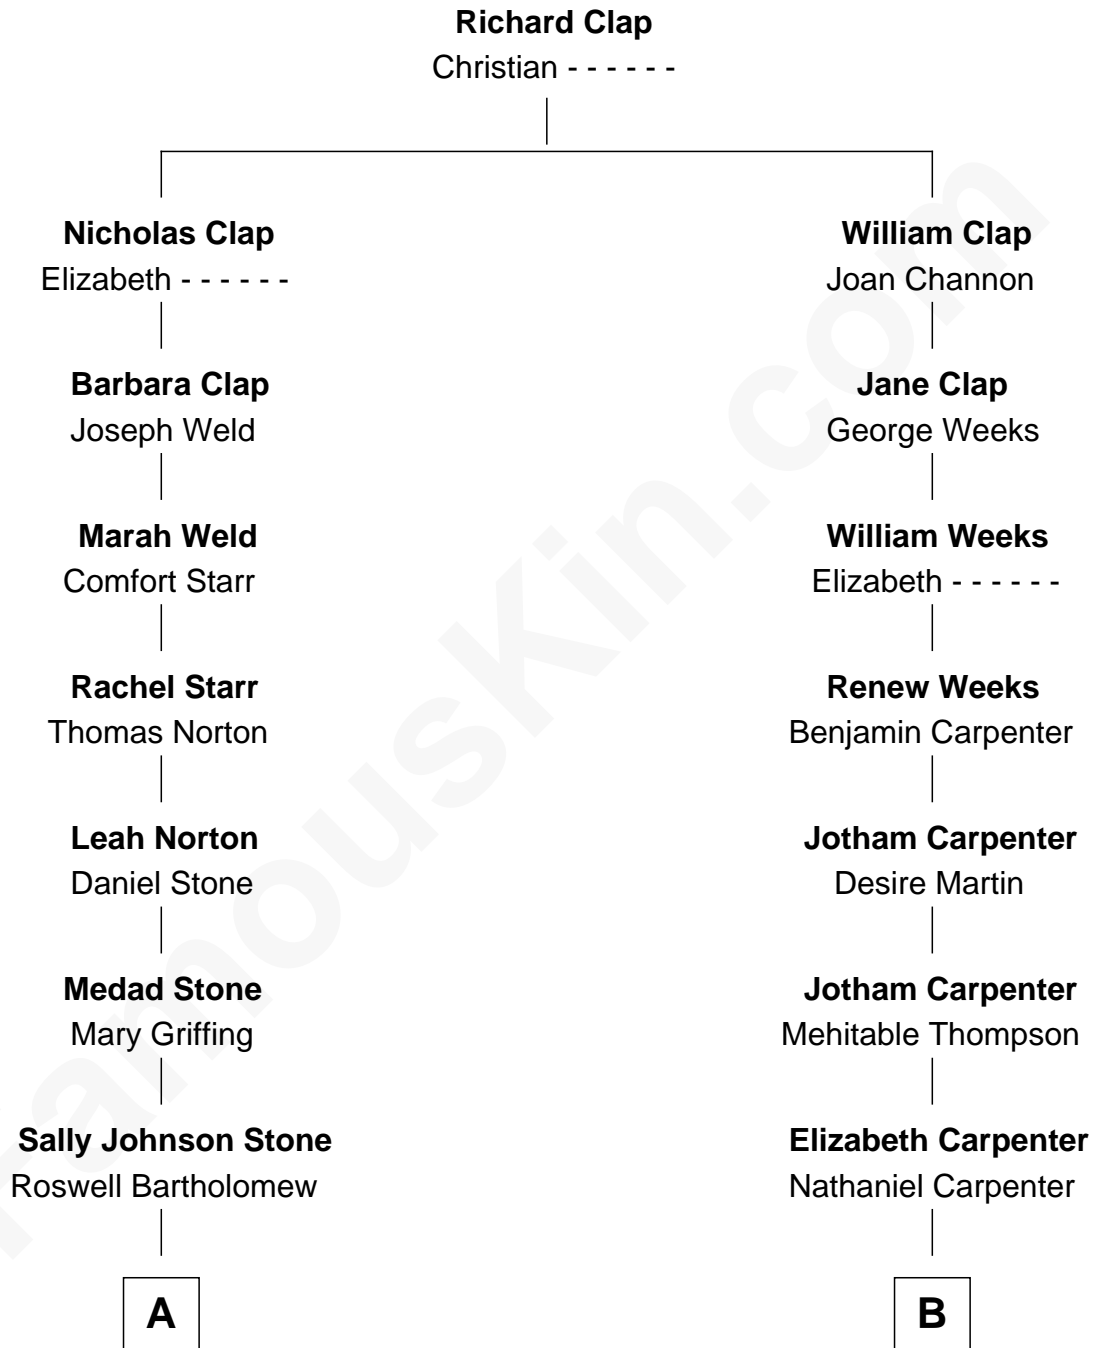 Richard Clap
Christian - - - - - -
Nicholas Clap
Elizabeth - - - - - -
Barbara Clap
Joseph Weld
Marah Weld
Comfort Starr
Rachel Starr
Thomas Norton
Leah Norton
Daniel Stone
Medad Stone
Mary Griffing
Sally Johnson Stone
Roswell Bartholomew
A
William Clap
Joan Channon
Jane Clap
George Weeks
William Weeks
Elizabeth - - - - - -
Renew Weeks
Benjamin Carpenter
Jotham Carpenter
Desire Martin
Jotham Carpenter
Mehitable Thompson
Elizabeth Carpenter
Nathaniel Carpenter
B
FamousKin.com